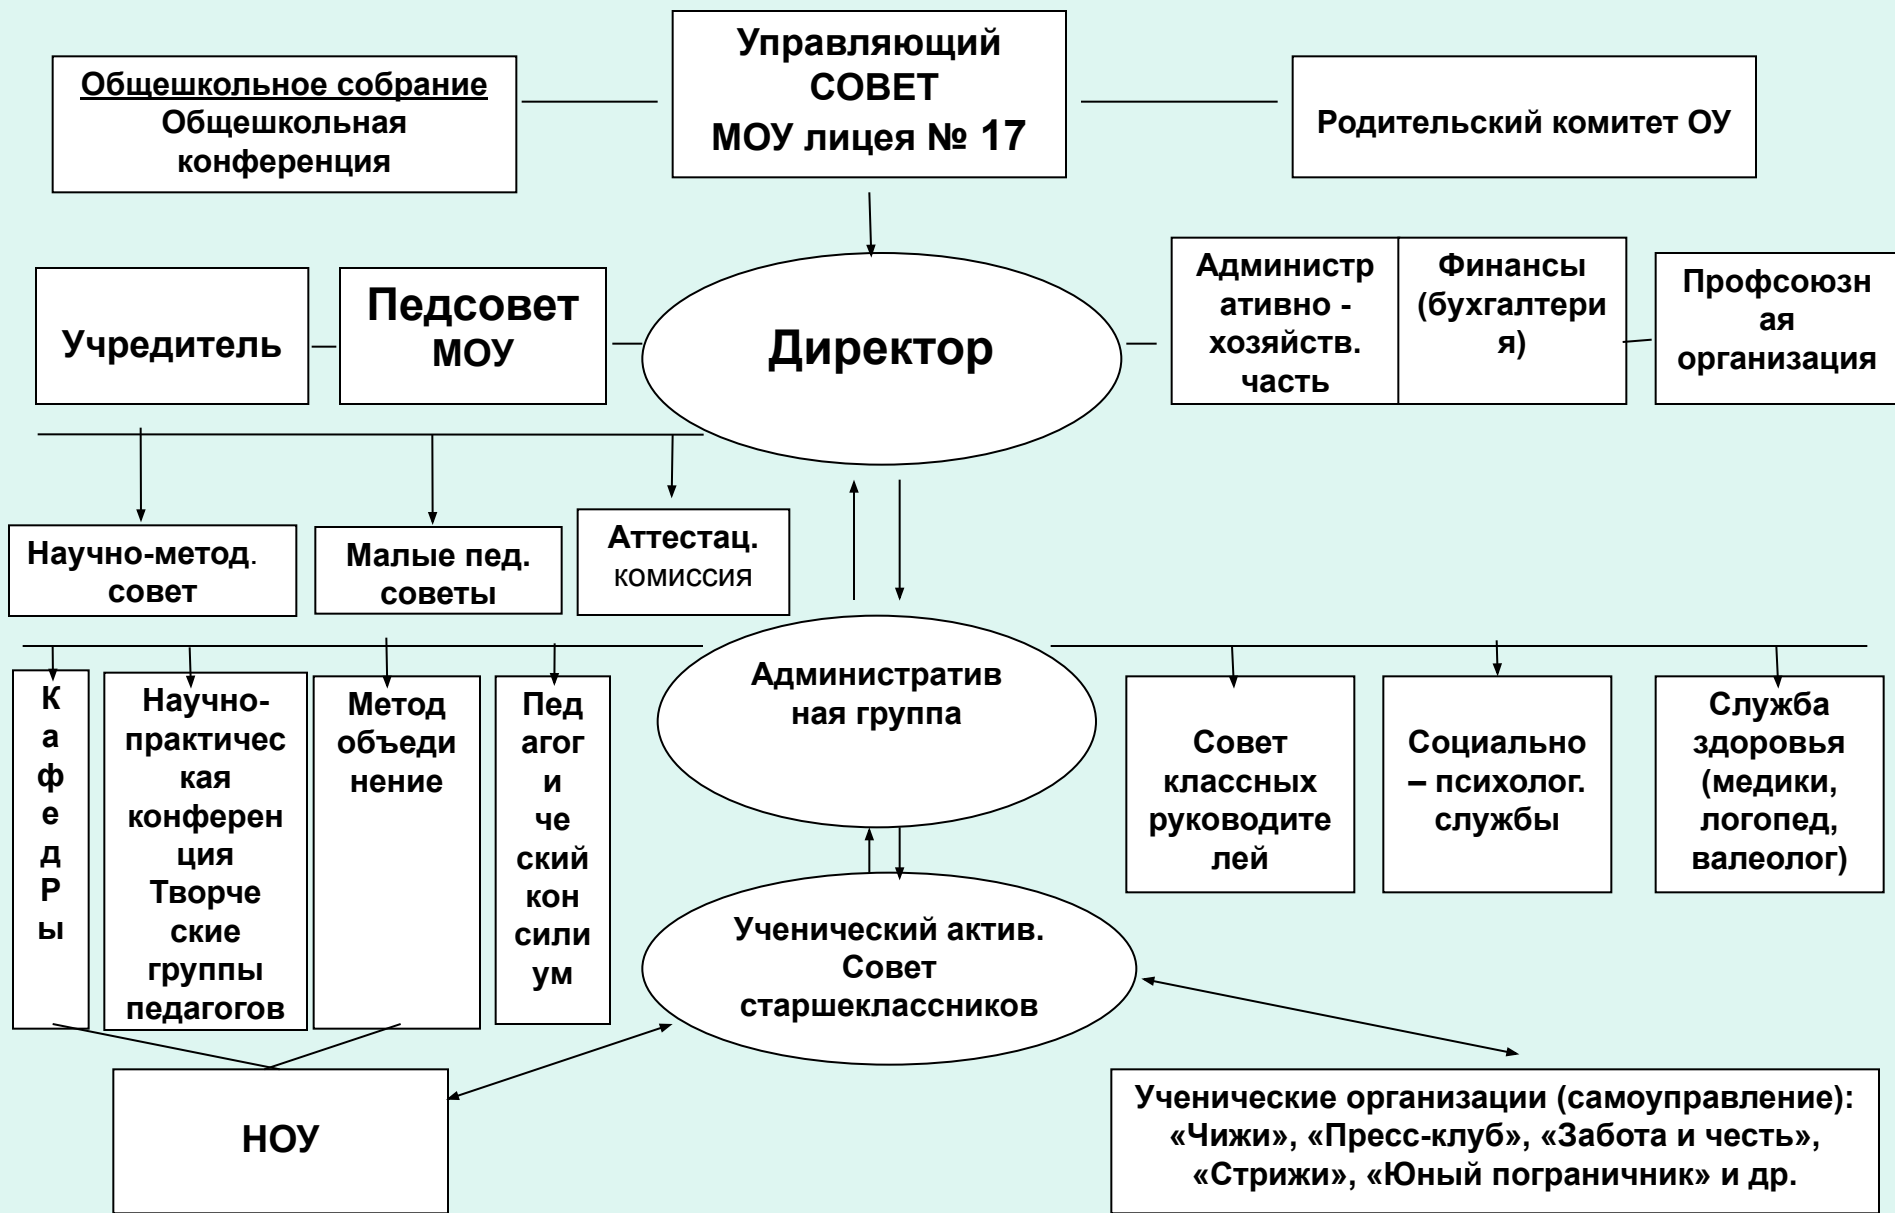 Общешкольное собрание
Общешкольная
конференция
Управляющий
СОВЕТ
МОУ лицея № 17
Родительский комитет ОУ
Учредитель
Педсовет
МОУ
Директор
Администр
ативно -
хозяйств.
часть
Финансы
(бухгалтери
я)
Профсоюзн
ая
организация
Научно-метод.
совет
Малые пед.
советы
Аттестац.
комиссия
К
а
ф
е
д
Р
ы
Научно-
практичес
кая
конферен
ция
Творче
ские
группы
педагогов
Метод
объеди
нение
Пед
агог
и
че
ский
кон
сили
ум
Административ
ная группа
Совет
классных
руководите
лей
Социально
– психолог.
службы
Служба
здоровья
(медики,
логопед,
валеолог)
Ученический актив.
Совет
старшеклассников
НОУ
Ученические организации (самоуправление):
«Чижи», «Пресс-клуб», «Забота и честь»,
«Стрижи», «Юный пограничник» и др.